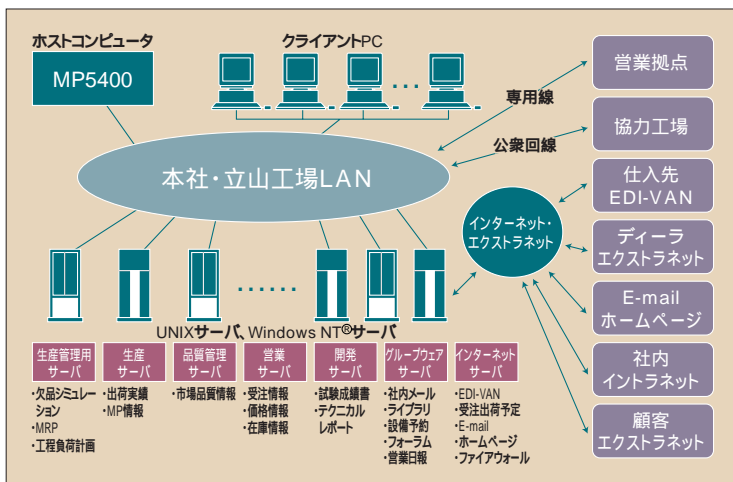 ホストコンピュータ
MP5400
クライアントPC
専用線
公衆回線
本社・立山工場LAN
インターネット・
エクストラネット
営業拠点
協力工場
仕入先
EDI-VAN
ディーラ
エクストラネット
E-mail
ホームページ
社内
イントラネット
顧客
エクストラネット
UNIXサーバ、Windows NT®サーバ
生産管理用
サーバ
・欠品シミュレー
ション
・MRP
・工程負荷計画
生産
サーバ
・出荷実績
・MP情報
品質管理
サーバ
・市場品質情報
営業
サーバ
・受注情報
・価格情報
・在庫情報
開発
サーバ
・試験成績書
・テクニカル
レポート
グループウェア
サーバ
・社内メール
・ライブラリ
・設備予約
・フォーラム
・営業日報
インターネット
サーバ
・EDI-VAN
・受注出荷予定
・E-mail
・ホームページ
・ファイアウォール